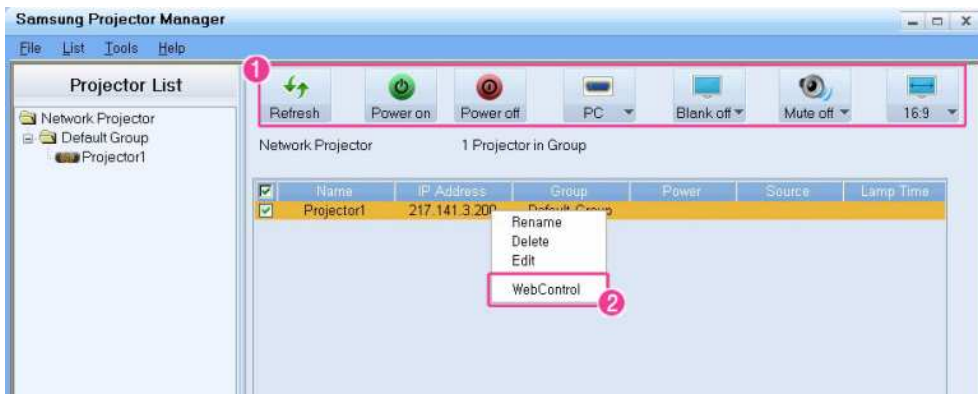 Samsung Projector Manager
File List Tools Help
1
Projector List
Refresh Power on Power off PC Blank off Mute off 16:9
Network Projector
Default Group
Projector1
Network Projector 1 Projector in Group
Name IP Address Group Power Source Lamp Time
Projector1 217.141.3.200 Default Group
Rename
Delete
Edit
WebControl
2